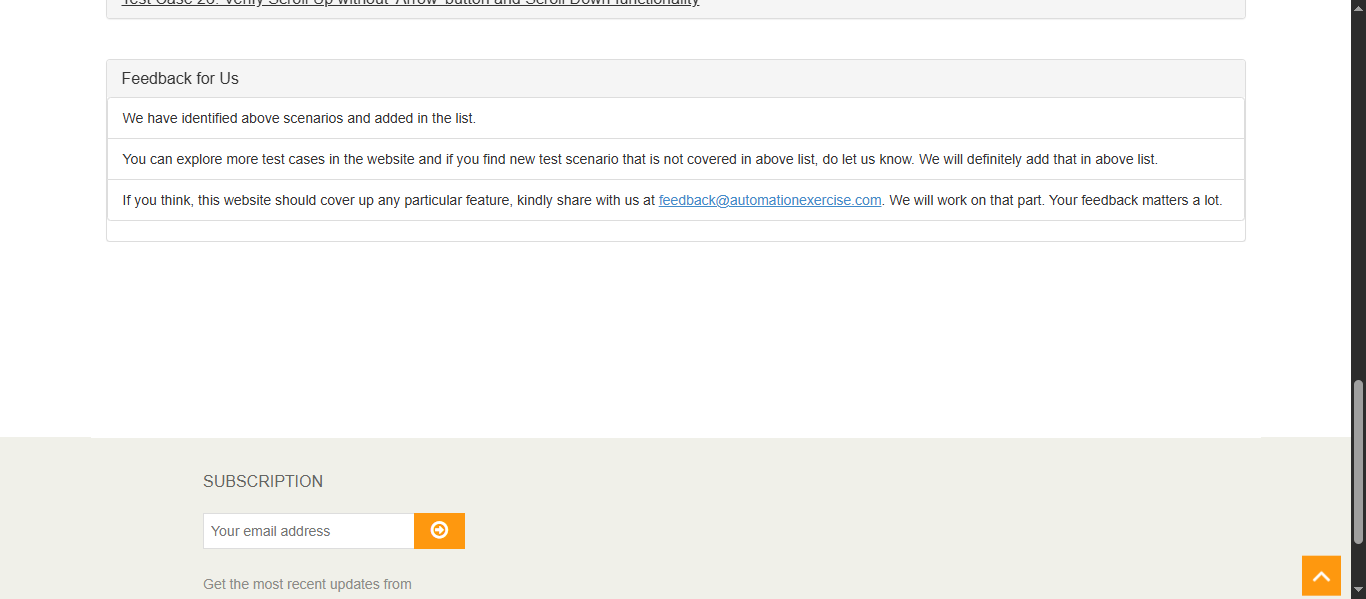 Test Case 26: Verify Scroll Up without 'Arrow' button and Scroll Down functionality
Feedback for Us
We have identified above scenarios and added in the list.
You can explore more test cases in the website and if you find new test scenario that is not covered in above list, do let us know. We will definitely add that in above list.
If you think, this website should cover up any particular feature, kindly share with us at feedback@automationexercise.com. We will work on that part. Your feedback matters a lot.
SUBSCRIPTION
Your email address
Get the most recent updates from